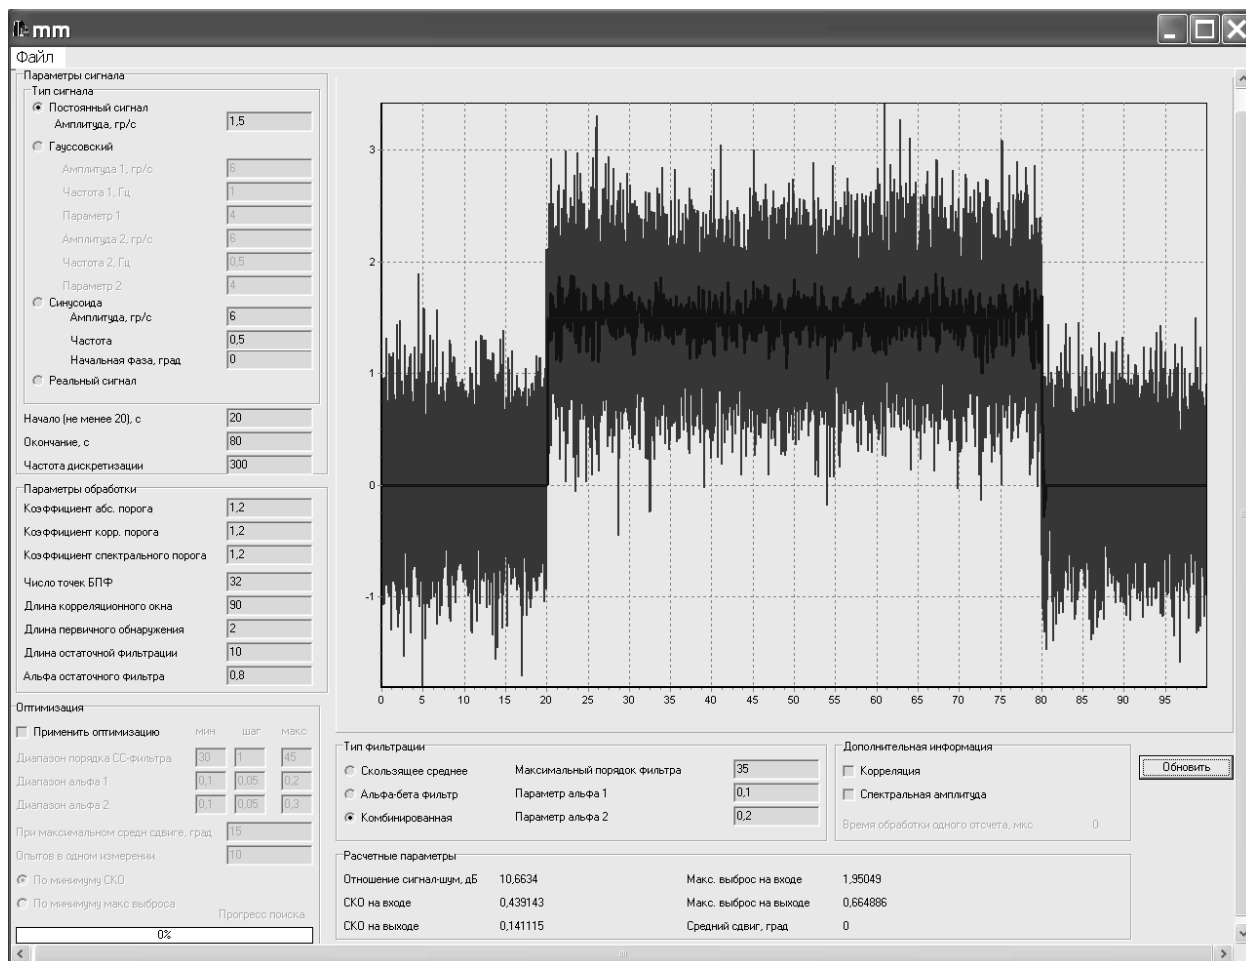 mm
Файл
Параметры сигнала
Тип сигнала
Постоянный сигнал
Амплитуда, гр/с 1,5
Гауссовский
Амплитуда 1, гр/с 6
Частота 1, Гц 1
Параметр 1 4
Амплитуда 2, гр/с 6
Частота 2, Гц 0,5
Параметр 2 4
Синусоида
Амплитуда, гр/с 6
Частота 0,5
Начальная фаза, град 0
Реальный сигнал
Начало (не менее 20), с 20
Окончание, с 80
Частота дискретизации 300
Параметры обработки
Коэффициент абс. порога 1,2
Коэффициент корр. порога 1,2
Коэффициент спектрального порога 1,2
Число точек БПФ 32
Длина корреляционного окна 90
Длина первичного обнаружения 2
Длина остаточной фильтрации 10
Альфа остаточного фильтра 0,8
Оптимизация
Применить оптимизацию мин шаг макс
Диапазон порядка СС-фильтра 30 1 45
Диапазон альфа 1 0,1 0,05 0,2
Диапазон альфа 2 0,1 0,05 0,3
При максимальном средн сдвиге, град 15
Опытов в одном измерении 10
По минимуму СКО
По минимуму макс выброса
Прогресс поиска
0%
3
2
1
0
-1
0 5 10 15 20 25 30 35 40 45 50 55 60 65 70 75 80 85 90 95
Тип фильтрации
Скользящее среднее Максимальный порядок фильтра 35
Альфа-бета фильтр Параметр альфа 1 0,1
Комбинированная Параметр альфа 2 0,2
Дополнительная информация
Корреляция
Спектральная амплитуда
Время обработки одного отсчета, мкс 0
Обновить
Расчетные параметры
Отношение сигнал-шум, дБ 10,6634 Макс. выброс на входе 1,95049
СКО на входе 0,439143 Макс. выброс на выходе 0,664886
СКО на выходе 0,141115 Средний сдвиг, град 0